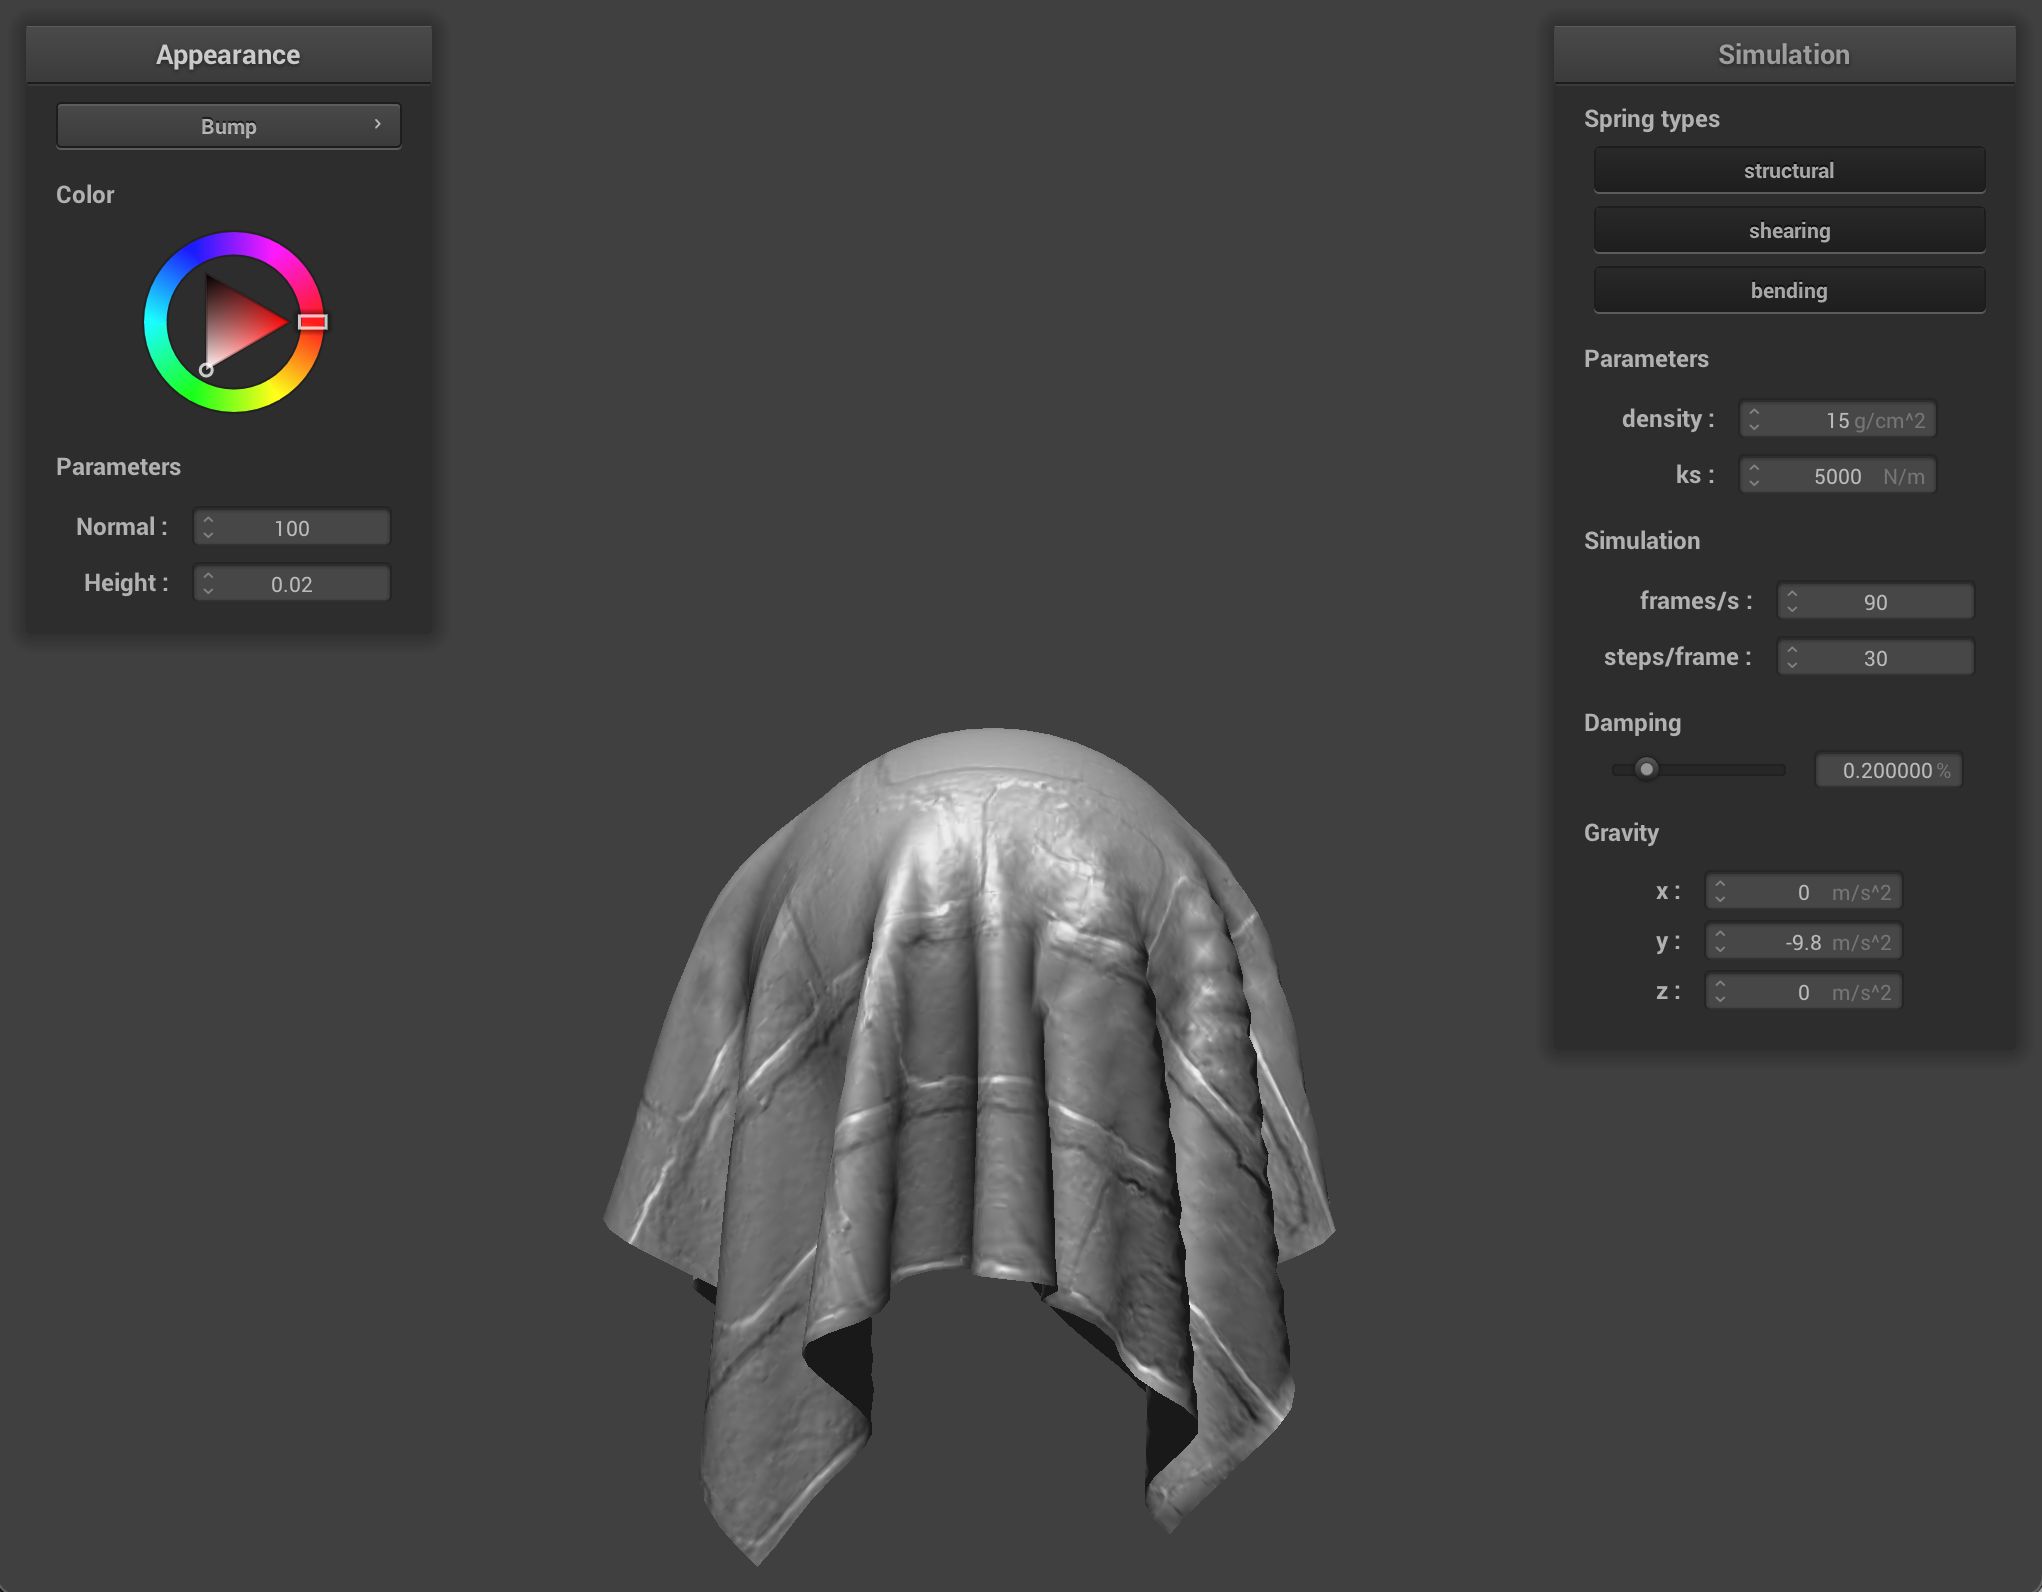 Appearance
Bump
Color
Parameters
Normal : 100
Height : 0.02
Simulation
Spring types
structural
shearing
bending
Parameters
density : 15 g/cm^2
ks : 5000 N/m
Simulation
frames/s : 90
steps/frame : 30
Damping
0.200000 %
Gravity
x : 0 m/s^2
y : -9.8 m/s^2
z : 0 m/s^2